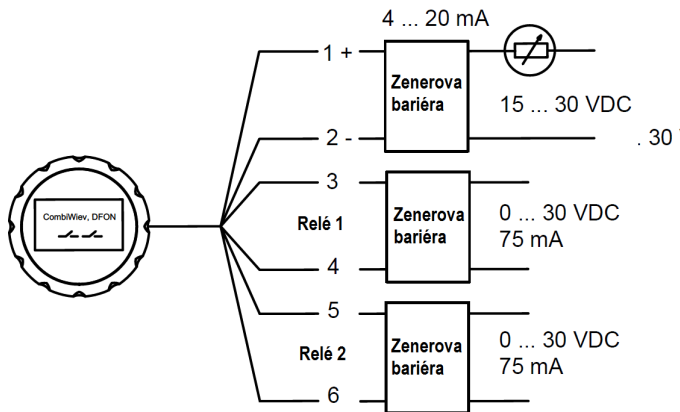 4 ... 20 mA
1 +
Zenerova
bariéra
15 ... 30 VDC
2 -
. 30
CombiWiev, DFON
3
Relé 1
Zenerova
bariéra
0 ... 30 VDC
75 mA
4
5
Relé 2
Zenerova
bariéra
0 ... 30 VDC
75 mA
6